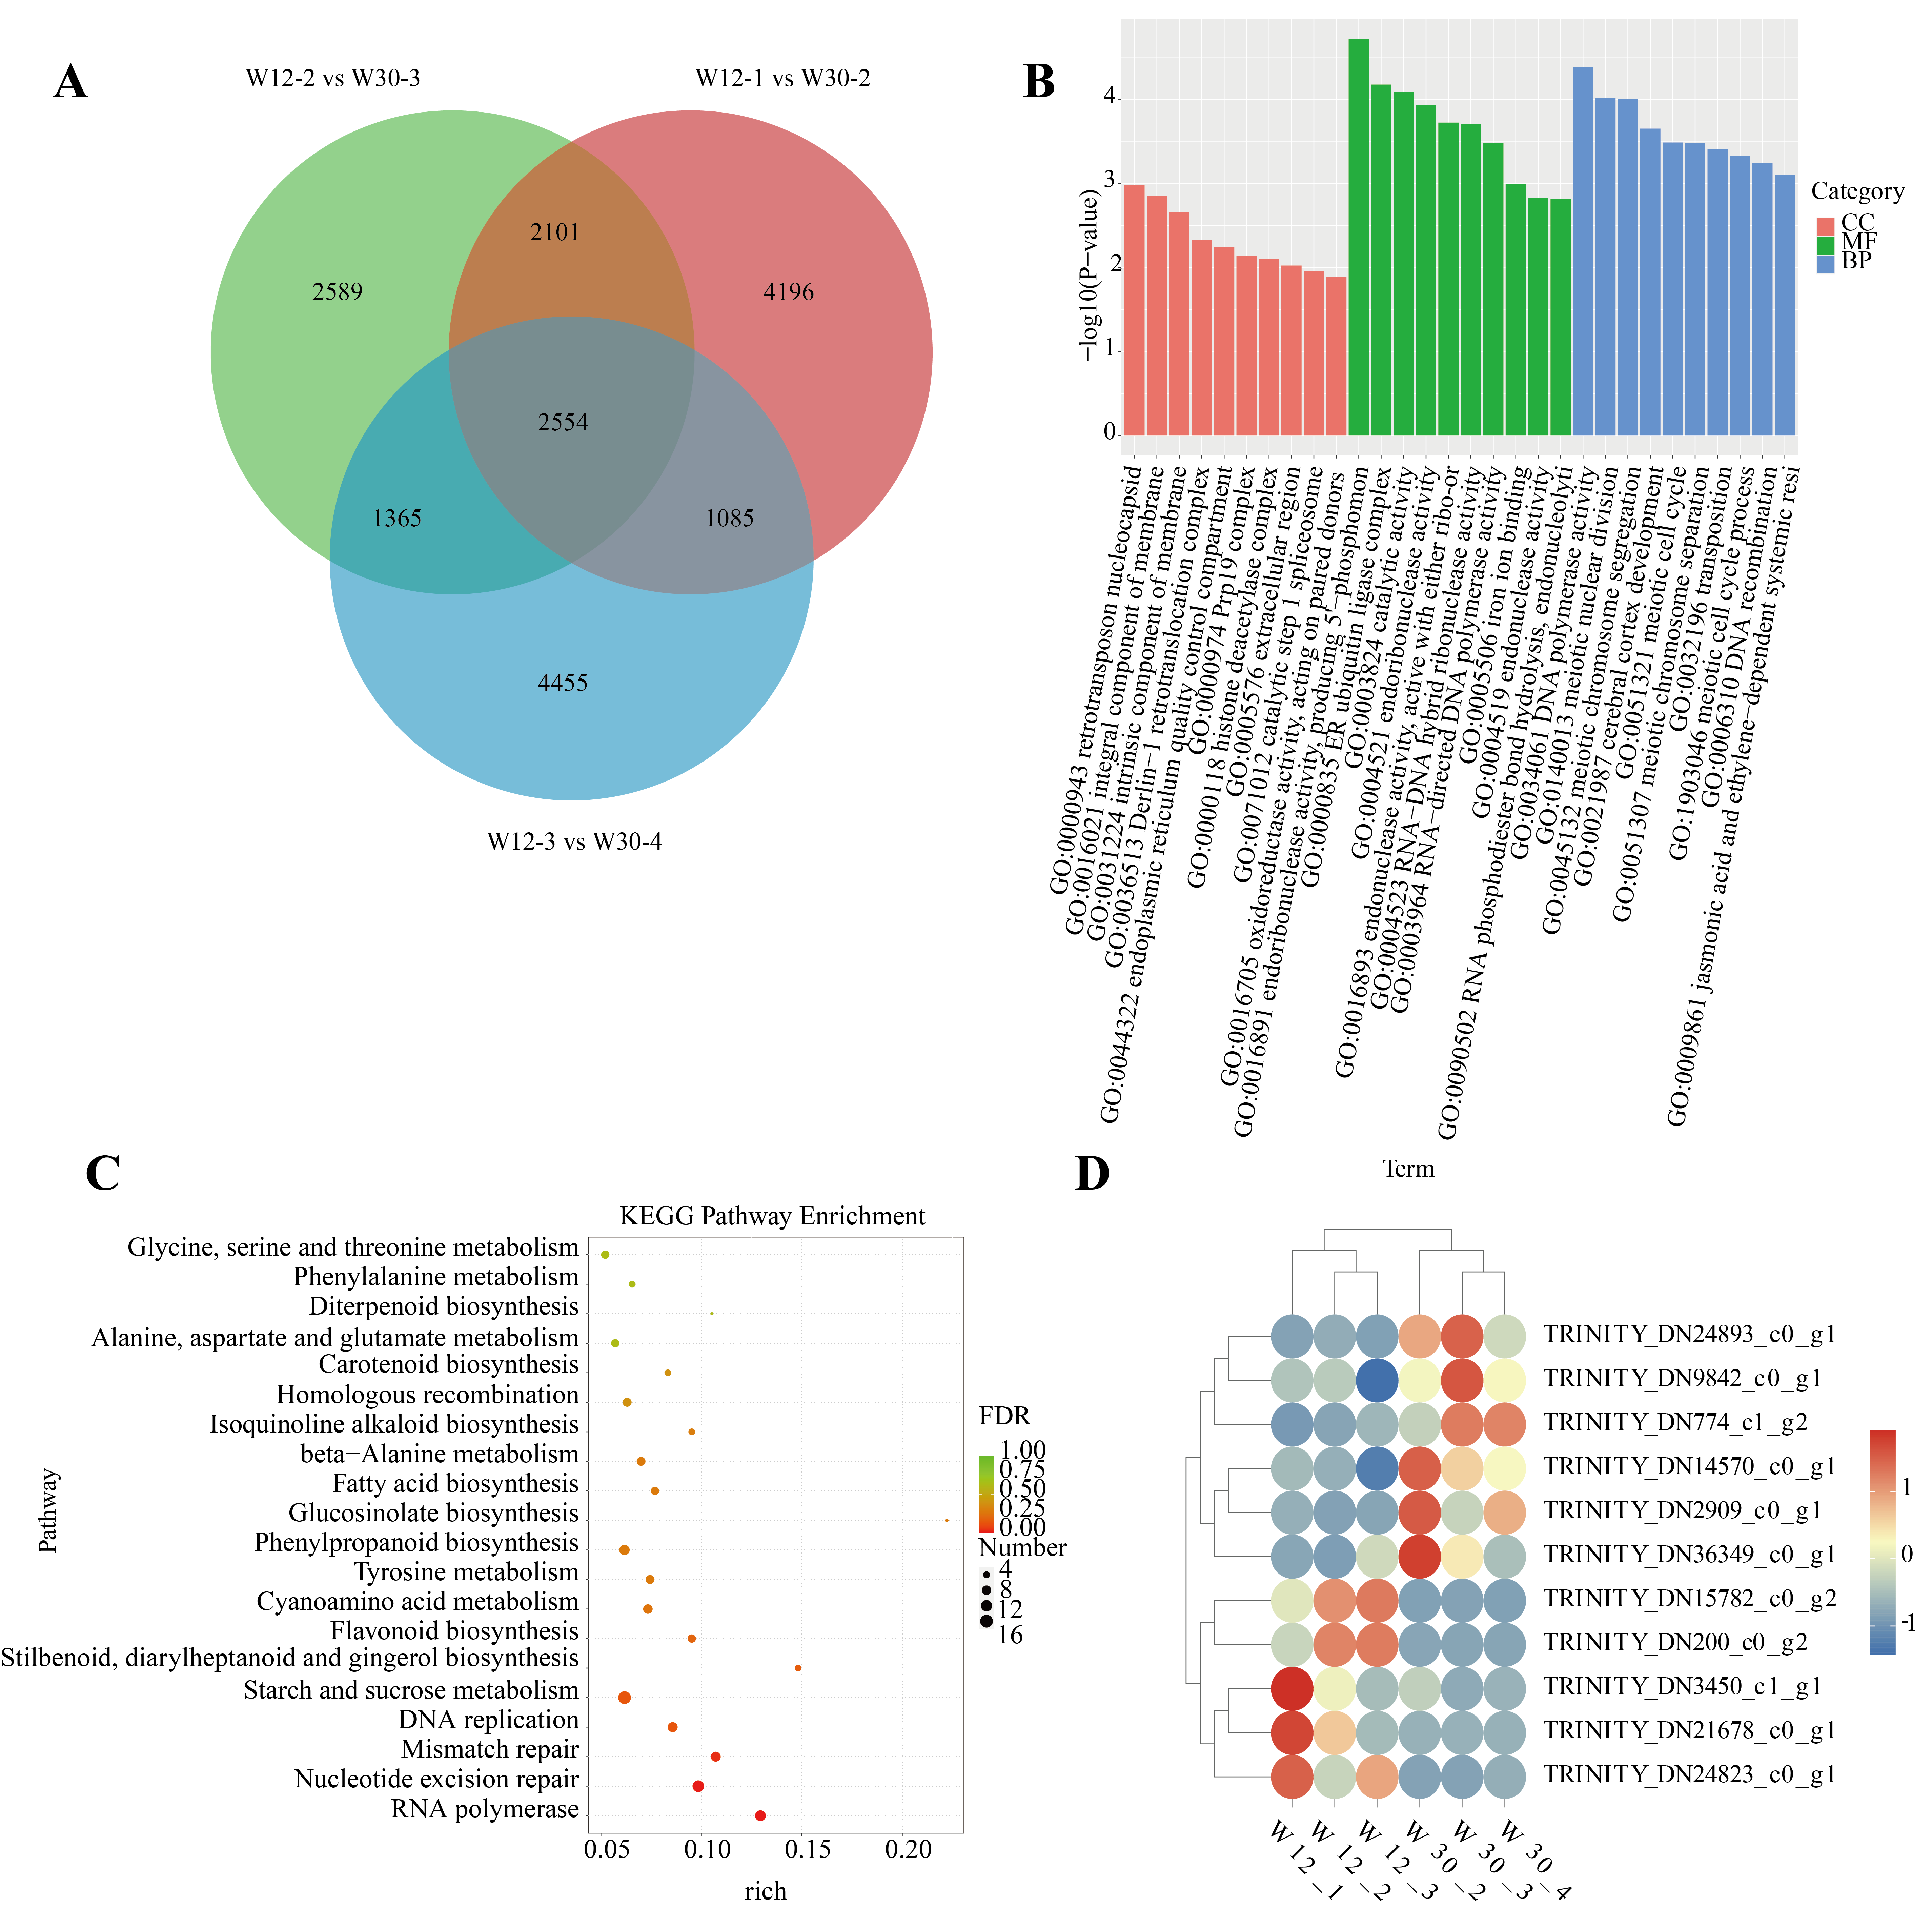 A
W12-2 vs W30-3
W12-1 vs W30-2
2101
2589
4196
2554
1365
1085
4455
W12-3 vs W30-4
B
−log10(P−value)
4
3
2
1
0
Category
CC
MF
BP
GO:0000943 retrotransposon nucleocapsid
GO:0016021 integral component of membrane
GO:0031224 intrinsic component of membrane
GO:0036513 Derlin−1 retrotranslocation complex
GO:0044322 endoplasmic reticulum quality control compartment
GO:0000974 Prp19 complex
GO:0000118 histone deacetylase complex
GO:0005576 extracellular region
GO:0071012 catalytic step 1 spliceosome
GO:0016705 oxidoreductase activity, acting on paired donors
GO:0016891 endoribonuclease activity, producing 5'−phosphomon
GO:0000835 ER ubiquitin ligase complex
GO:0003824 catalytic activity
GO:0004521 endoribonuclease activity
GO:0016893 endonuclease activity, active with either ribo−or
GO:0004523 RNA−DNA hybrid ribonuclease activity
GO:0003964 RNA−directed DNA polymerase activity
GO:0005506 iron ion binding
GO:0004519 endonuclease activity
GO:0090502 RNA phosphodiester bond hydrolysis, endonucleolyti
GO:0034061 DNA polymerase activity
GO:0140013 meiotic nuclear division
GO:0045132 meiotic chromosome segregation
GO:0021987 cerebral cortex development
GO:0051321 meiotic cell cycle
GO:0051307 meiotic chromosome separation
GO:0032196 transposition
GO:1903046 meiotic cell cycle process
GO:0006310 DNA recombination
GO:0009861 jasmonic acid and ethylene−dependent systemic resi
Term
C
KEGG Pathway Enrichment
Pathway
Glycine, serine and threonine metabolism
Phenylalanine metabolism
Diterpenoid biosynthesis
Alanine, aspartate and glutamate metabolism
Carotenoid biosynthesis
Homologous recombination
Isoquinoline alkaloid biosynthesis
beta−Alanine metabolism
Fatty acid biosynthesis
Glucosinolate biosynthesis
Phenylpropanoid biosynthesis
Tyrosine metabolism
Cyanoamino acid metabolism
Flavonoid biosynthesis
Stilbenoid, diarylheptanoid and gingerol biosynthesis
Starch and sucrose metabolism
DNA replication
Mismatch repair
Nucleotide excision repair
RNA polymerase
0.05 0.10 0.15 0.20
rich
FDR
1.00
0.75
0.50
0.25
0.00
Number
4
8
12
16
D
TRINITY_DN24893_c0_g1
TRINITY_DN9842_c0_g1
TRINITY_DN774_c1_g2
TRINITY_DN14570_c0_g1
TRINITY_DN2909_c0_g1
TRINITY_DN36349_c0_g1
TRINITY_DN15782_c0_g2
TRINITY_DN200_c0_g2
TRINITY_DN3450_c1_g1
TRINITY_DN21678_c0_g1
TRINITY_DN24823_c0_g1
1
0
-1
W12_1
W12_2
W12_3
W30_2
W30_3
W30_4